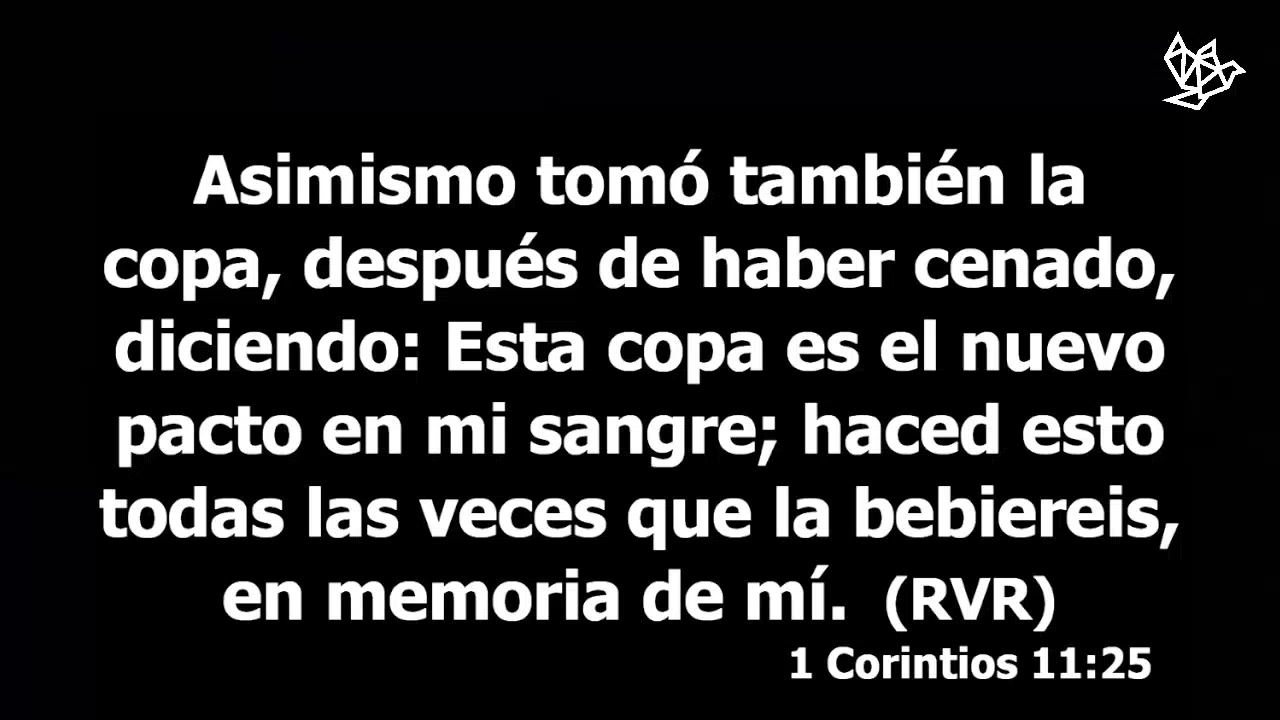 Asimismo tomó también la
copa, después de haber cenado,
diciendo: Esta copa es el nuevo
pacto en mi sangre; haced esto
todas las veces que la bebiereis,
en memoria de mí. (RVR)
1 Corintios 11:25